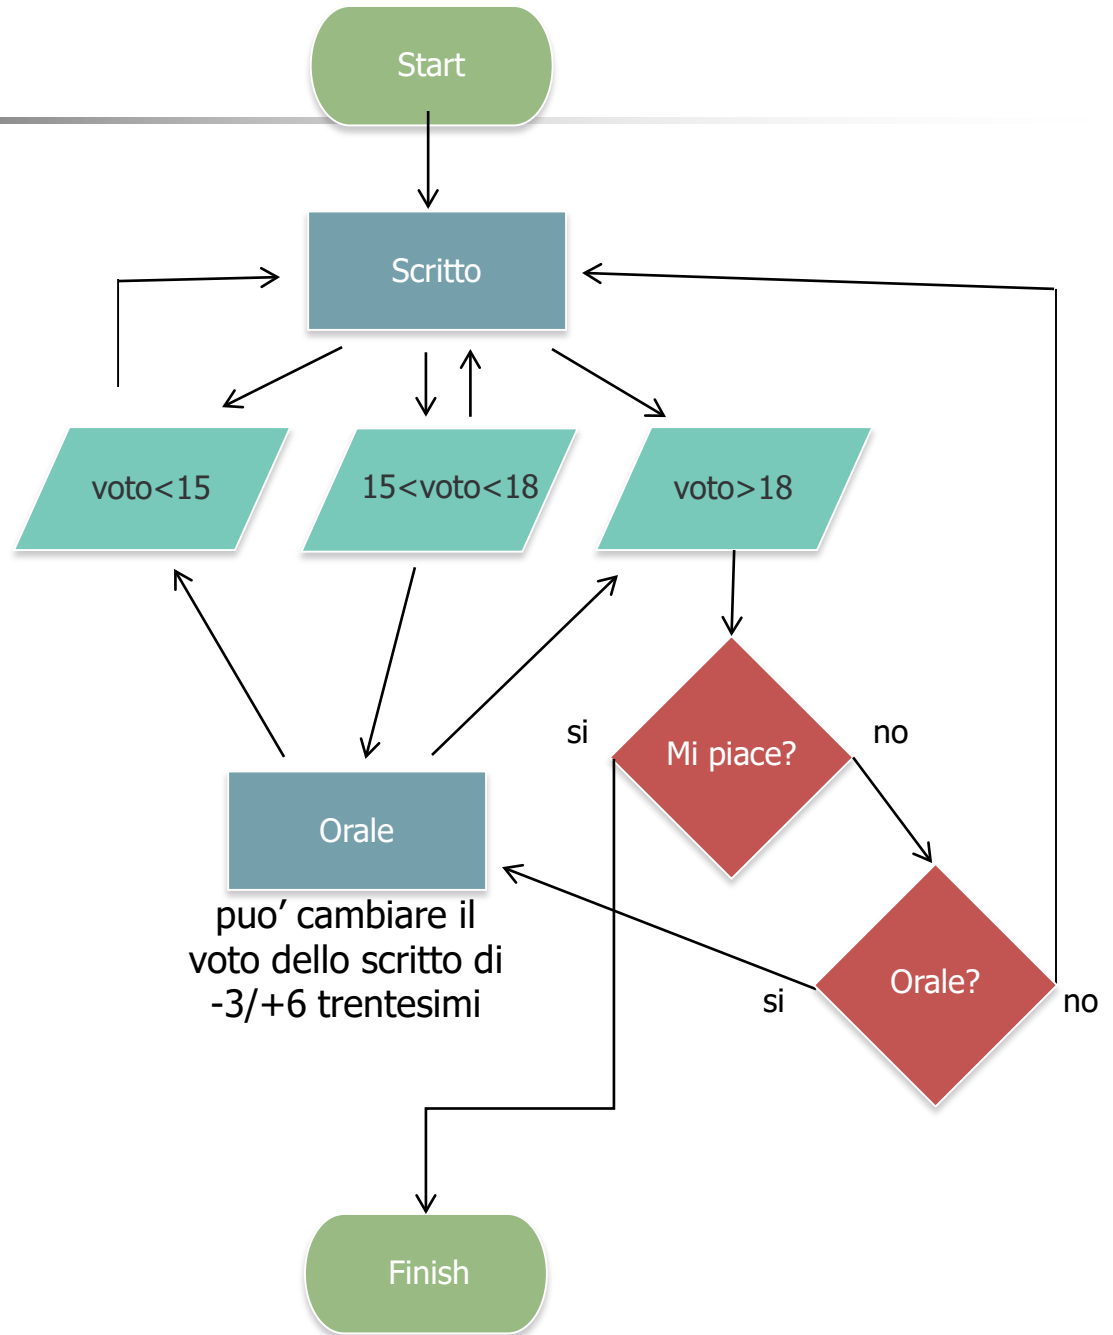 Start
Scritto
voto<15
15<voto<18
voto>18
si
Mi piace?
no
Orale
puo’ cambiare il
voto dello scritto di
-3/+6 trentesimi
si
Orale?
no
Finish